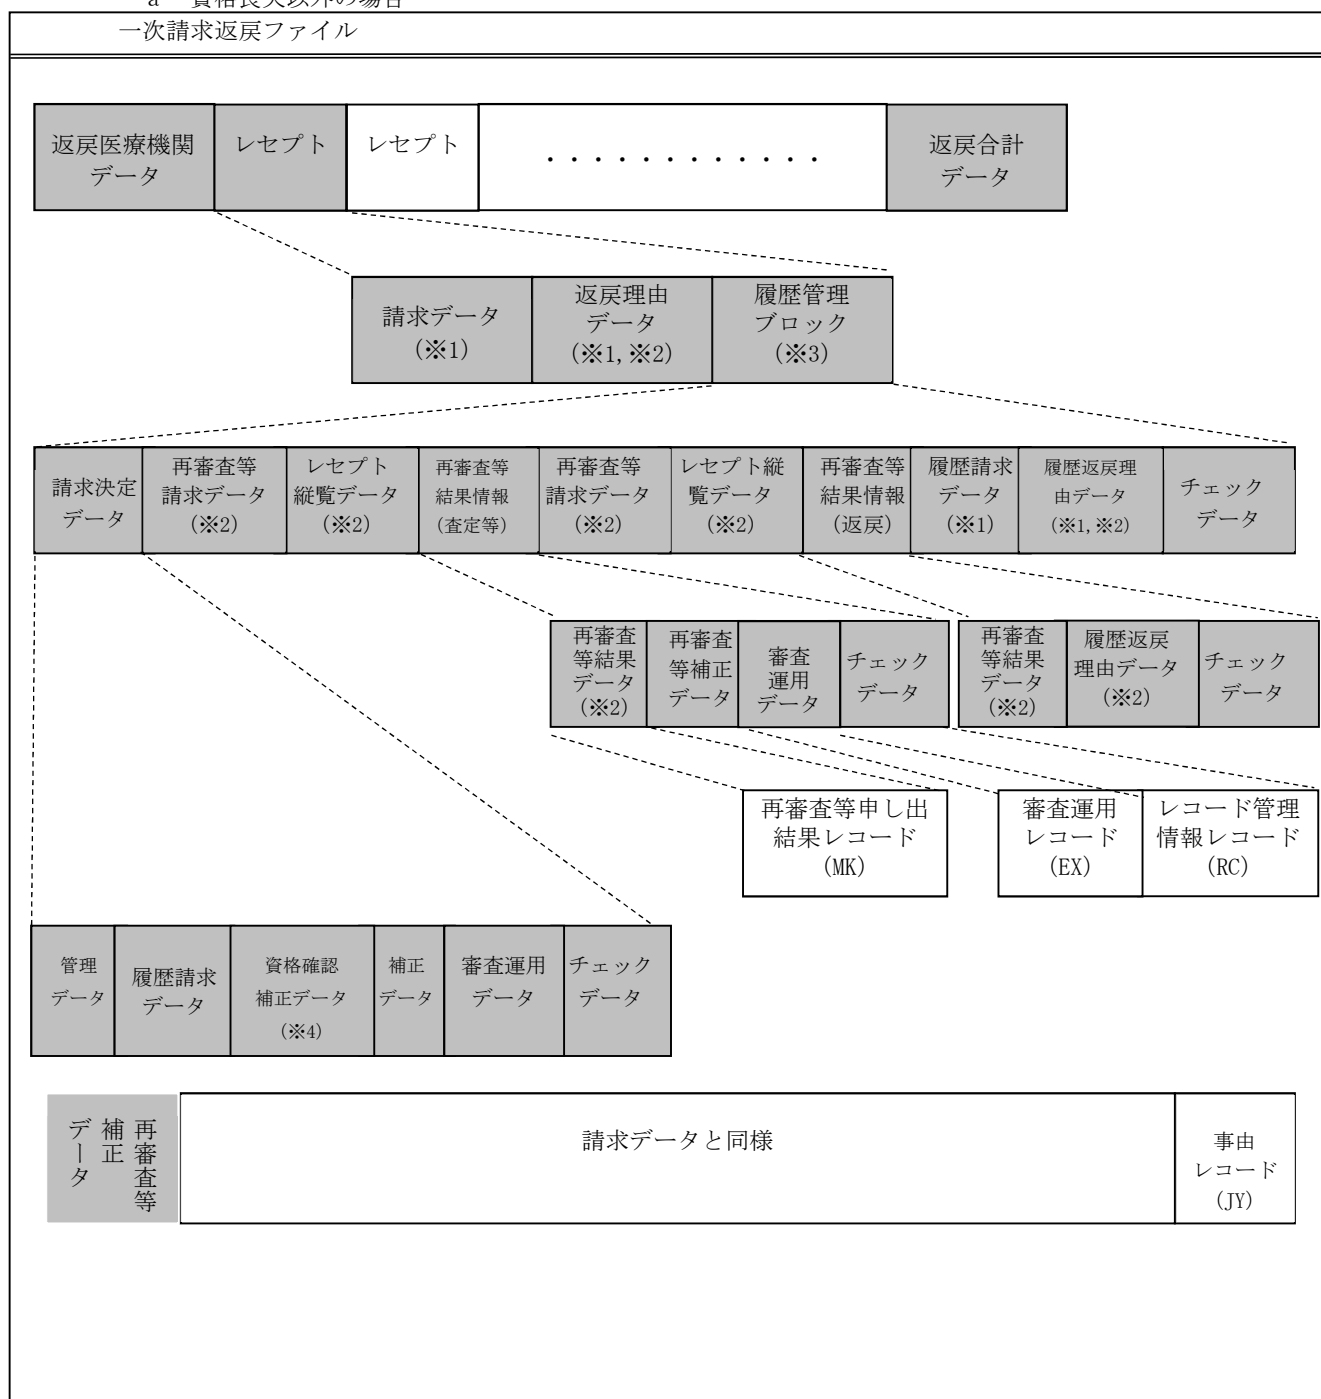 a 資格喪失以外の場合
一次請求返戻ファイル
返戻医療機関
データ
レセプト
レセプト
・・・・・・・・・・・・
返戻合計
データ
請求データ
(※1)
返戻理由
データ
(※1,※2)
履歴管理
ブロック
(※3)
請求決定
データ
再審査等
請求データ
(※2)
レセプト
縦覧データ
(※2)
再審査等
結果情報
(査定等)
再審査等
請求データ
(※2)
レセプト縦
覧データ
(※2)
再審査等
結果情報
(返戻)
履歴請求
データ
(※1)
履歴返戻理
由データ
(※1,※2)
チェック
データ
再審査
等結果
データ
(※2)
再審査
等補正
データ
審査
運用
データ
チェック
データ
再審査
等結果
データ
(※2)
履歴返戻
理由データ
(※2)
チェック
データ
再審査等申し出
結果レコード
(MK)
審査運用
レコード
(EX)
レコード管理
情報レコード
(RC)
管理
データ
履歴請求
データ
資格確認
補正データ
(※4)
補正
データ
審査運用
データ
チェック
データ
再審査等
補正
データ
請求データと同様
事由
レコード
(JY)